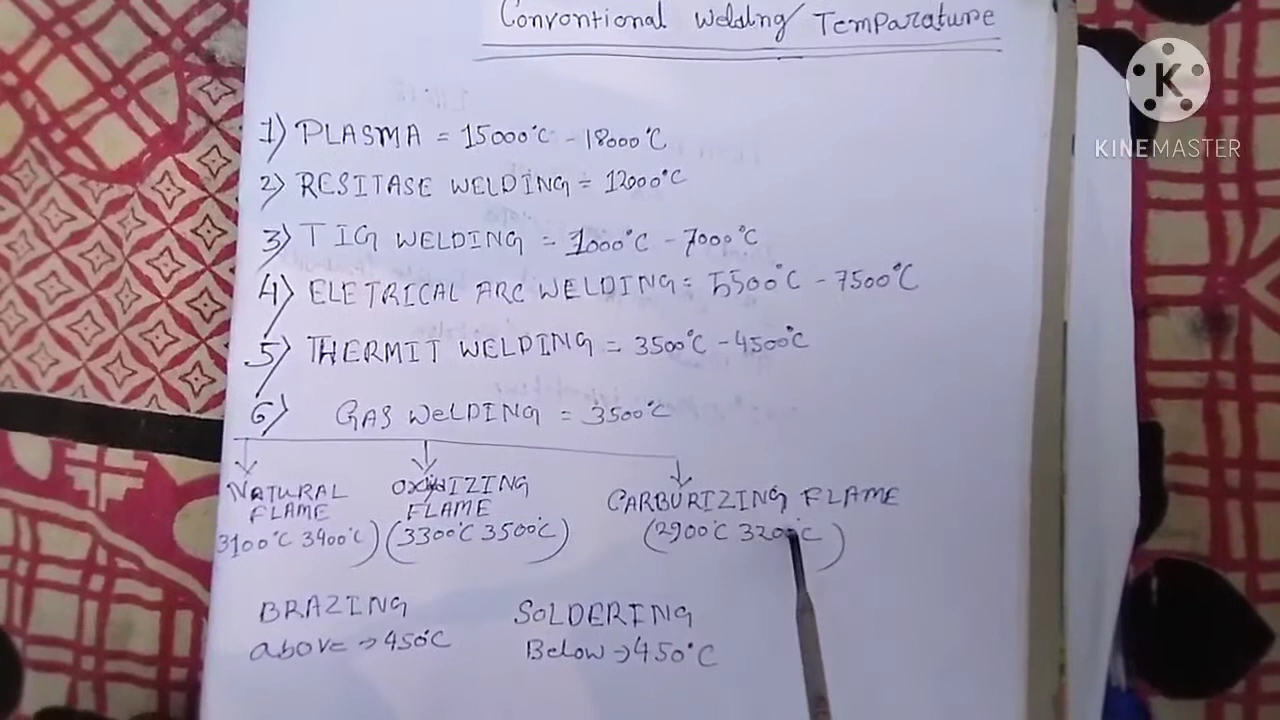 Convontional Welding Temparature
K
KINEMASTER
1) PLASMA = 15000°C - 18000°C
2) RESITASE WELDING = 12000°C
3) TIG WELDING = 1000°C - 7000°C
4) ELETRICAL ARC WELDING = 5500°C - 7500°C
5) THERMIT WELDING = 3500°C - 4500°C
6) GAS WELDING = 3500°C
NATURAL FLAME
3100°C 3400°C)
OXIDIZING FLAME
(3300°C 3500°C)
CARBURIZING FLAME
(2900°C 3200°C)
BRAZING
above → 450°C
SOLDERING
Below → 450°C